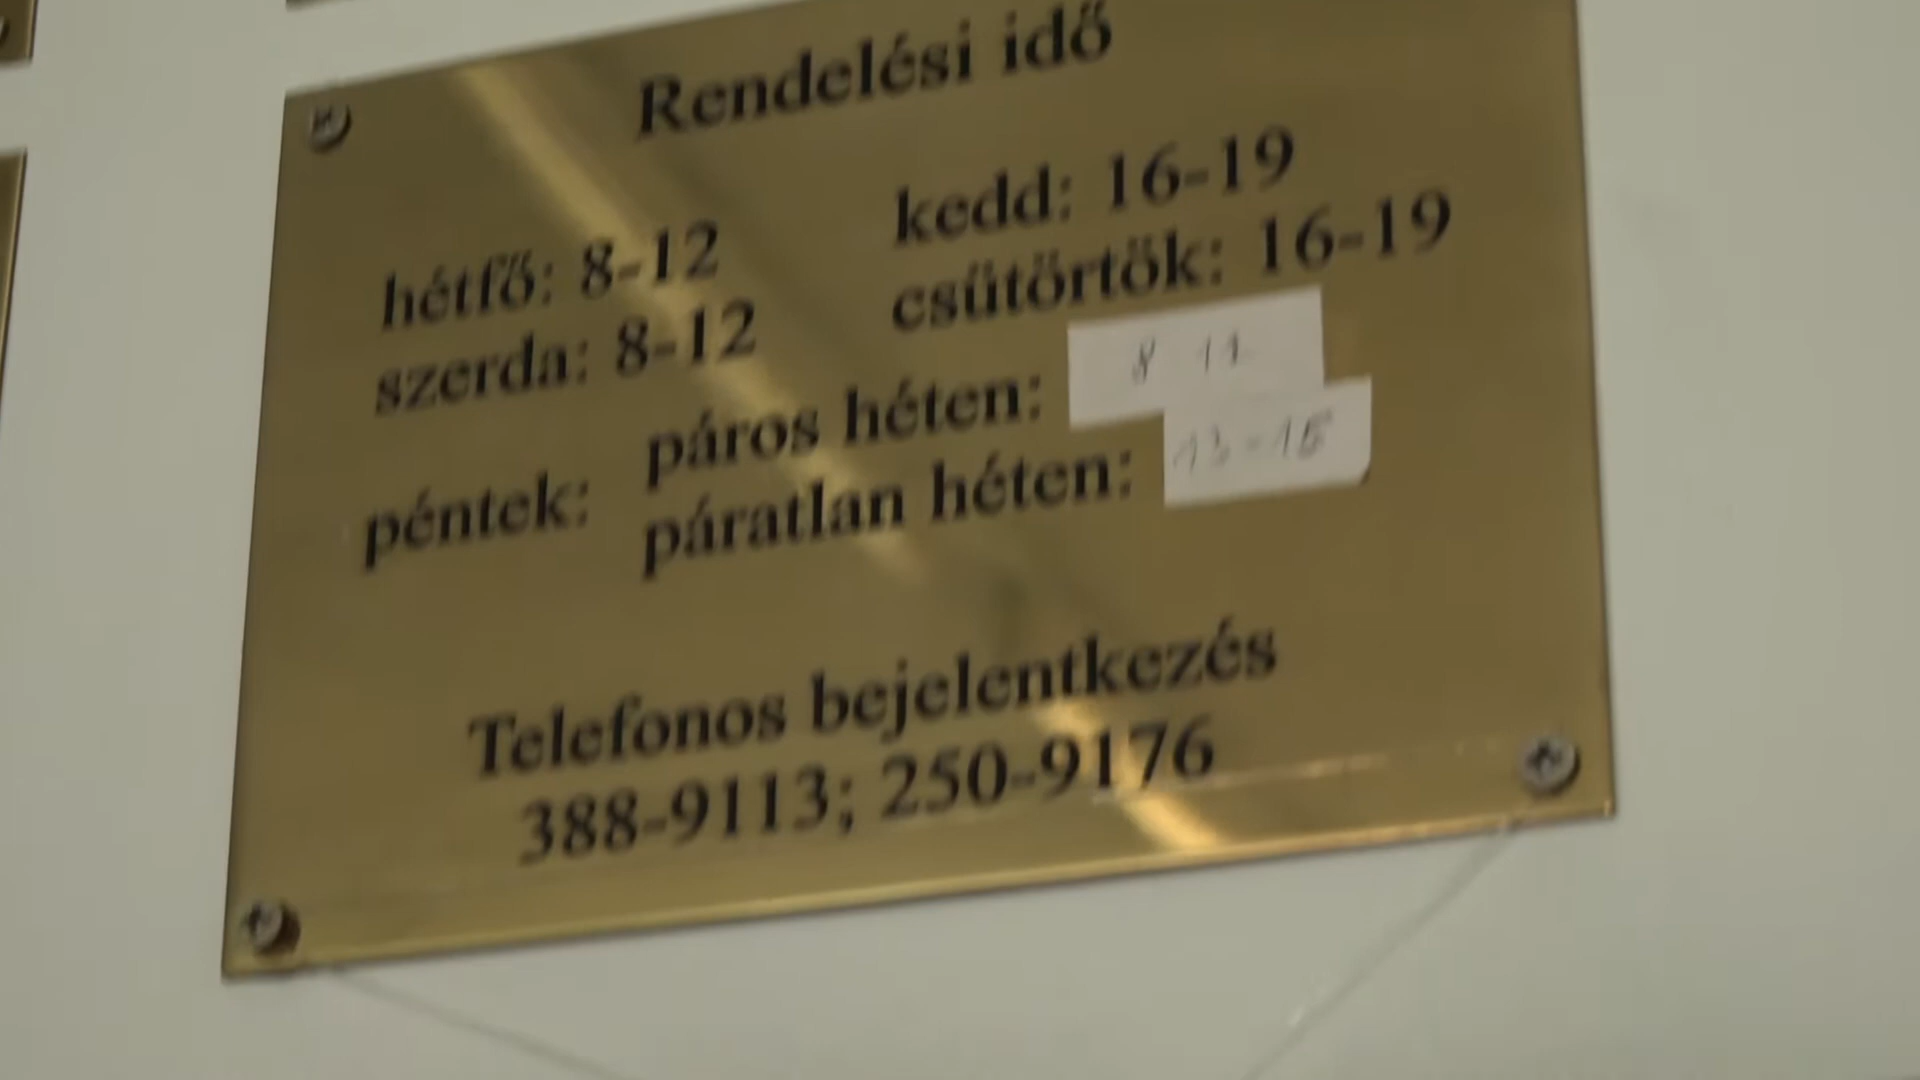 Rendelési idő
hétfő: 8-12 kedd: 16-19
szerda: 8-12 csütörtök: 16-19
péntek: páros héten: 8
páratlan héten:
Telefonos bejelentkezés
388-9113; 250-9176